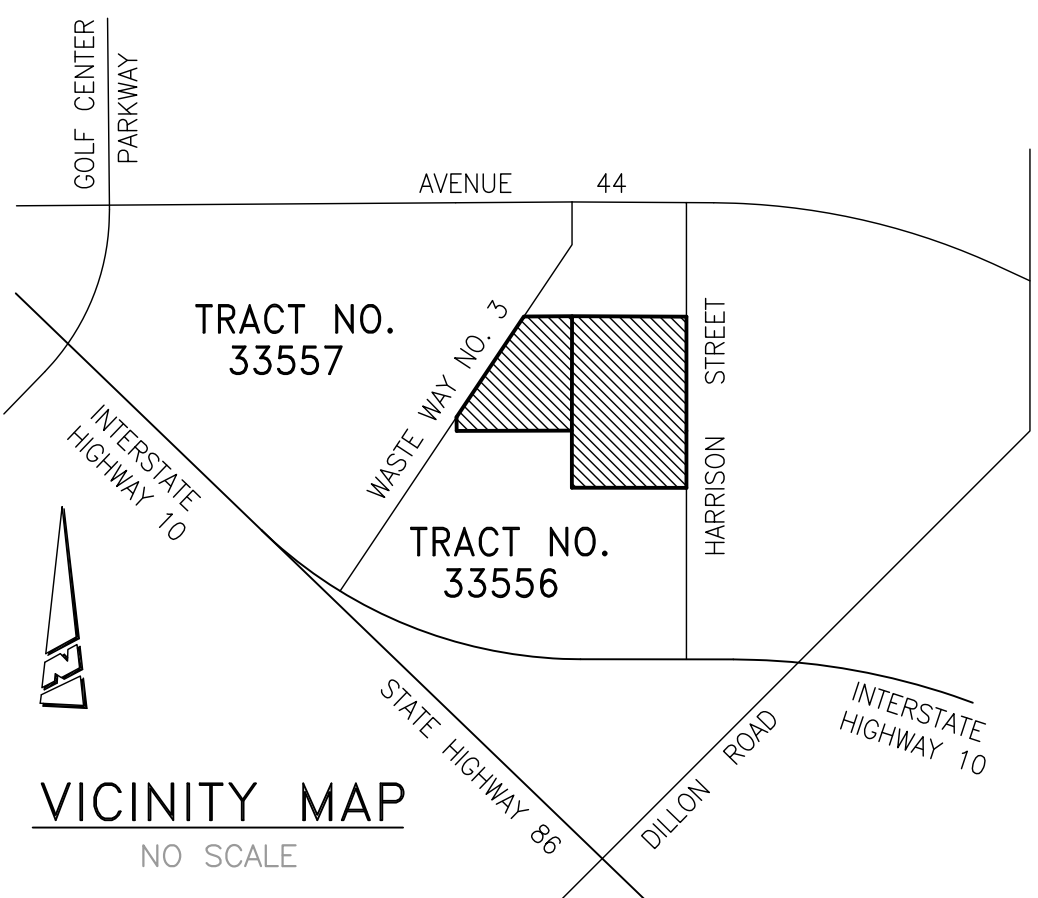 GOLF CENTER
PARKWAY
AVENUE 44
TRACT NO.
33557
WASTE WAY NO. 3
HARRISON STREET
INTERSTATE
HIGHWAY 10
TRACT NO.
33556
N
STATE HIGHWAY 86
DILLON ROAD
INTERSTATE
HIGHWAY 10
VICINITY MAP
NO SCALE